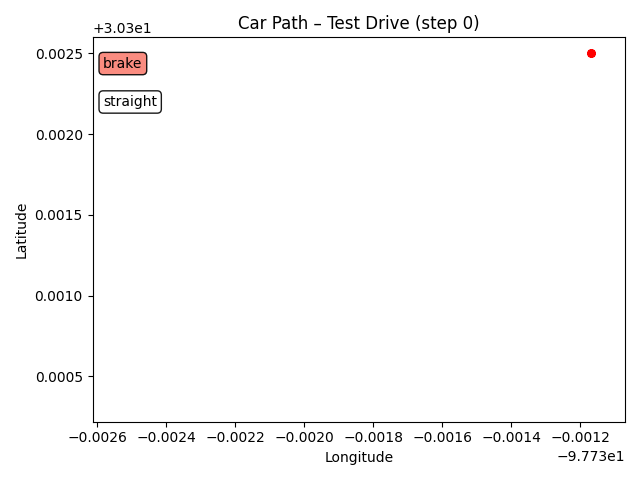 Car Path – Test Drive (step 0)
+3.03e1
0.0025
brake
straight
0.0020
0.0015
Latitude
0.0010
0.0005
−0.0026 −0.0024 −0.0022 −0.0020 −0.0018 −0.0016 −0.0014 −0.0012
Longitude
−9.773e1